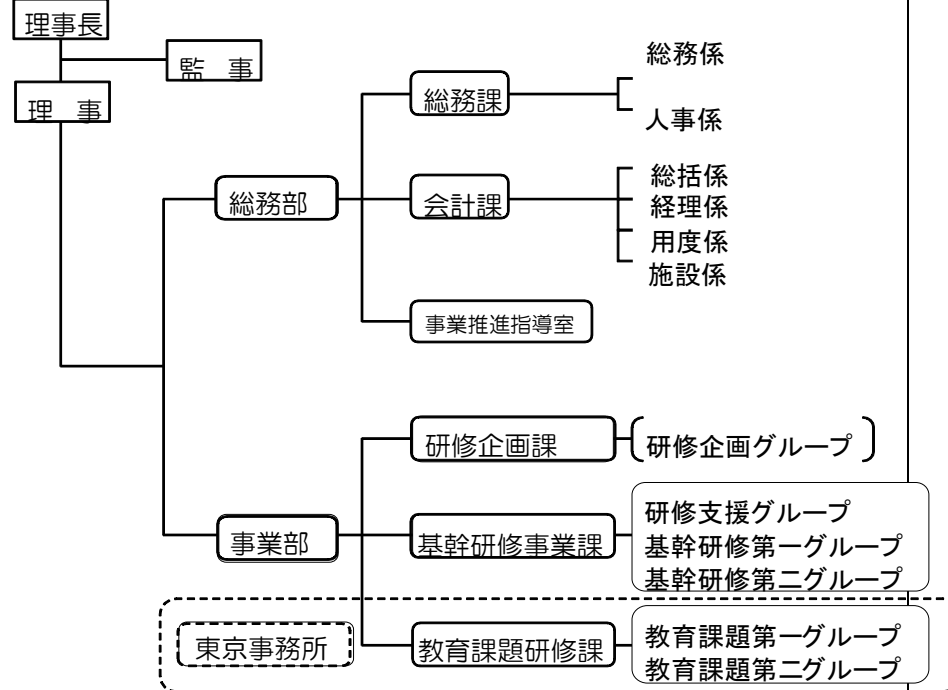 理事長
監　事
理　事
総務部
総務課
総務係
人事係
会計課
総括係
経理係
用度係
施設係
事業推進指導室
事業部
研修企画課
研修企画グループ
基幹研修事業課
研修支援グループ
基幹研修第一グループ
基幹研修第二グループ
東京事務所
教育課題研修課
教育課題第一グループ
教育課題第二グループ